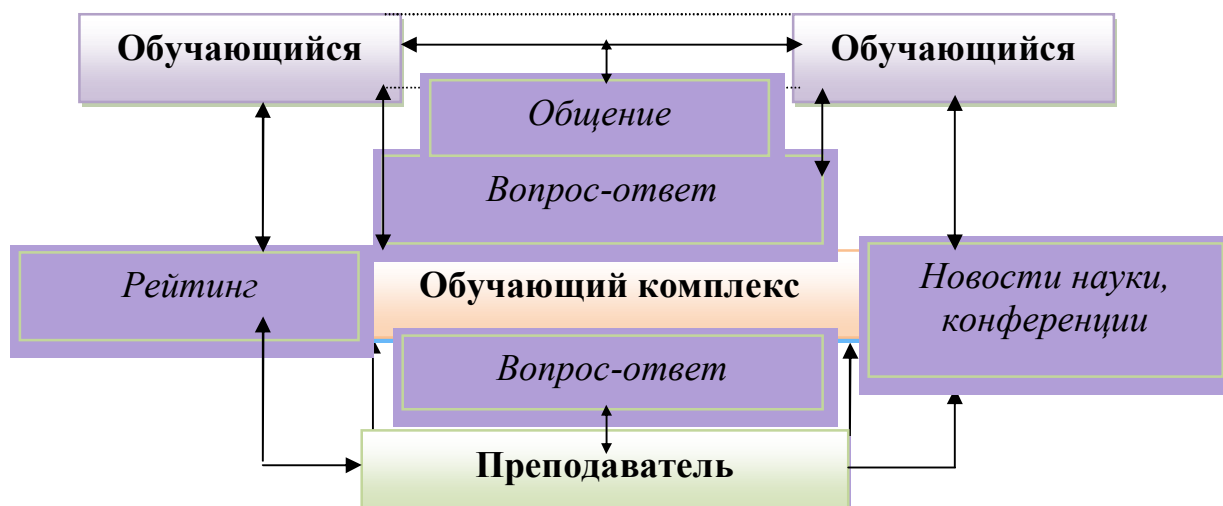 Обучающийся
Обучающийся
Общение
Вопрос-ответ
Рейтинг
Обучающий комплекс
Новости науки,
конференции
Вопрос-ответ
Преподаватель